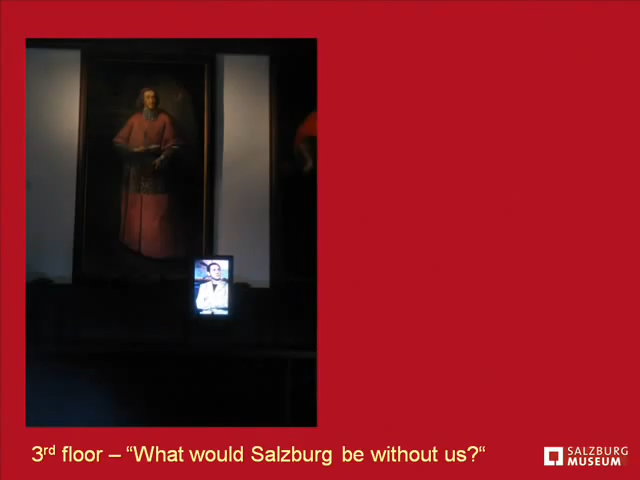 3rd floor – “What would Salzburg be without us?“
SALZBURG
MUSEUM